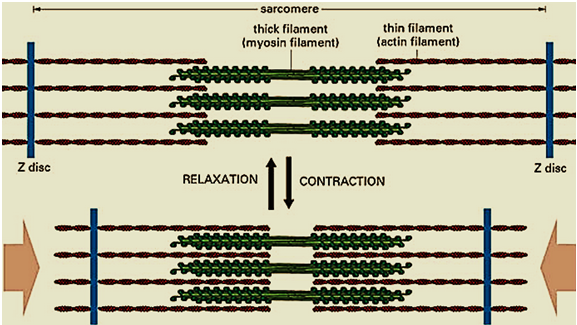 sarcomere
thick filament
(myosin filament)
thin filament
(actin filament)
Z disc
Z disc
RELAXATION
CONTRACTION